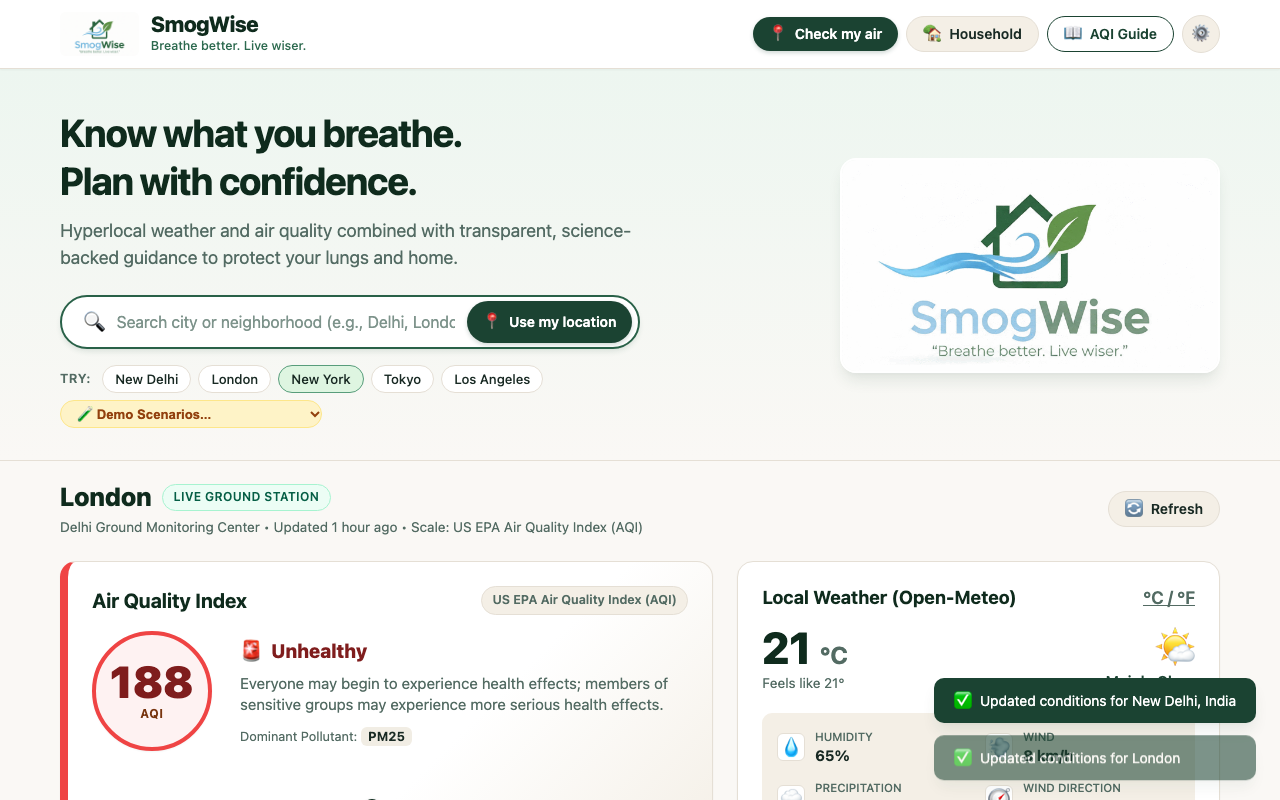 SmogWise
SmogWise
Breathe better. Live wiser.
Check my air
Household
AQI Guide
Know what you breathe.
Plan with confidence.
Hyperlocal weather and air quality combined with transparent, science-
backed guidance to protect your lungs and home.
Search city or neighborhood (e.g., Delhi, Londc
Use my location
TRY:
New Delhi
London
New York
Tokyo
Los Angeles
Demo Scenarios...
SmogWise
“Breathe better. Live wiser.”
London
LIVE GROUND STATION
Delhi Ground Monitoring Center • Updated 1 hour ago • Scale: US EPA Air Quality Index (AQI)
Refresh
Air Quality Index
US EPA Air Quality Index (AQI)
188
AQI
Unhealthy
Everyone may begin to experience health effects; members of
sensitive groups may experience more serious health effects.
Dominant Pollutant: PM25
Local Weather (Open-Meteo)
°C / °F
21 °C
Feels like 21°
HUMIDITY
65%
WIND
PRECIPITATION
WIND DIRECTION
Updated conditions for New Delhi, India
Updated conditions for London